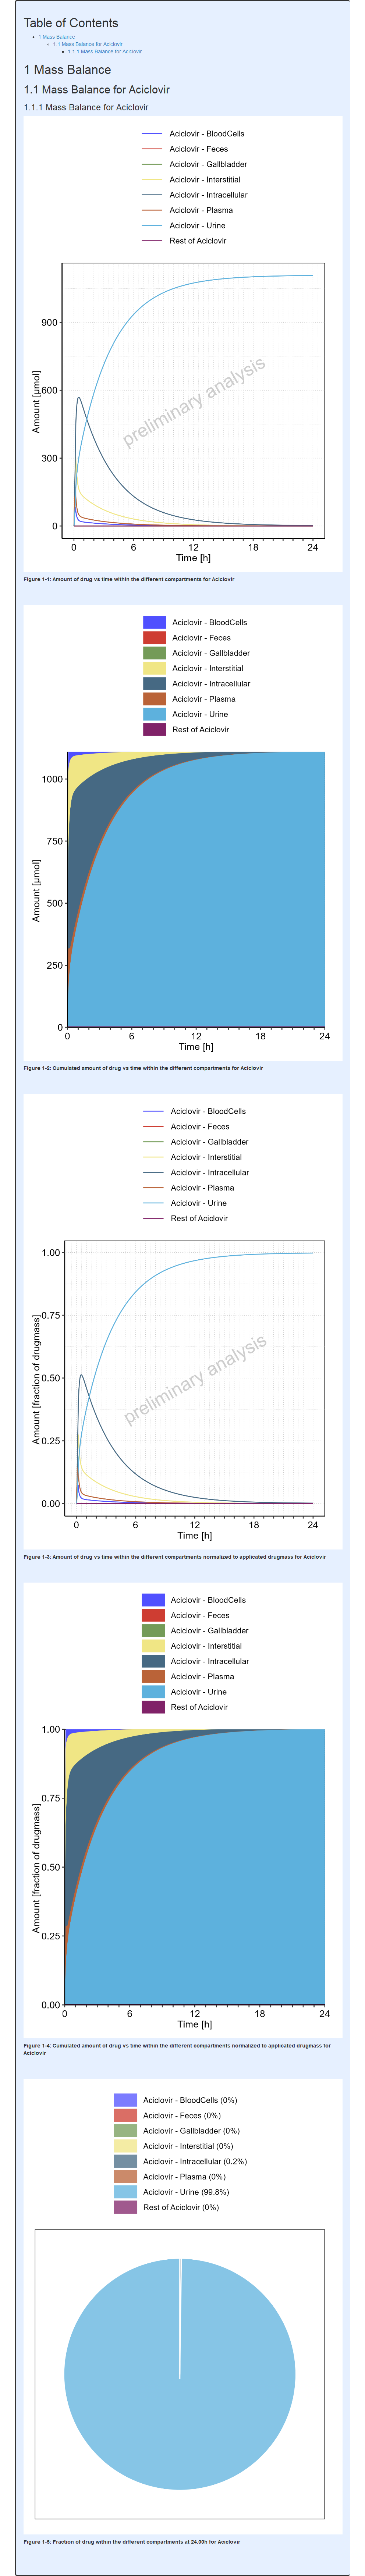 Table of Contents
1 Mass Balance
1.1 Mass Balance for Aciclovir
1.1.1 Mass Balance for Aciclovir
1 Mass Balance
1.1 Mass Balance for Aciclovir
1.1.1 Mass Balance for Aciclovir
Aciclovir - BloodCells
Aciclovir - Feces
Aciclovir - Gallbladder
Aciclovir - Interstitial
Aciclovir - Intracellular
Aciclovir - Plasma
Aciclovir - Urine
Rest of Aciclovir
Amount [µmol]
900
600
300
0
preliminary analysis
0 6 12 18 24
Time [h]
Figure 1-1: Amount of drug vs time within the different compartments for Aciclovir
Aciclovir - BloodCells
Aciclovir - Feces
Aciclovir - Gallbladder
Aciclovir - Interstitial
Aciclovir - Intracellular
Aciclovir - Plasma
Aciclovir - Urine
Rest of Aciclovir
Amount [µmol]
1000
750
500
250
0
0 6 12 18 24
Time [h]
Figure 1-2: Cumulated amount of drug vs time within the different compartments for Aciclovir
Aciclovir - BloodCells
Aciclovir - Feces
Aciclovir - Gallbladder
Aciclovir - Interstitial
Aciclovir - Intracellular
Aciclovir - Plasma
Aciclovir - Urine
Rest of Aciclovir
Amount [fraction of drugmass]
1.00
0.75
0.50
0.25
0.00
preliminary analysis
0 6 12 18 24
Time [h]
Figure 1-3: Amount of drug vs time within the different compartments normalized to applicated drugmass for Aciclovir
Aciclovir - BloodCells
Aciclovir - Feces
Aciclovir - Gallbladder
Aciclovir - Interstitial
Aciclovir - Intracellular
Aciclovir - Plasma
Aciclovir - Urine
Rest of Aciclovir
Amount [fraction of drugmass]
1.00
0.75
0.50
0.25
0.00
0 6 12 18 24
Time [h]
Figure 1-4: Cumulated amount of drug vs time within the different compartments normalized to applicated drugmass for
Aciclovir
Aciclovir - BloodCells (0%)
Aciclovir - Feces (0%)
Aciclovir - Gallbladder (0%)
Aciclovir - Interstitial (0%)
Aciclovir - Intracellular (0.2%)
Aciclovir - Plasma (0%)
Aciclovir - Urine (99.8%)
Rest of Aciclovir (0%)
Figure 1-5: Fraction of drug within the different compartments at 24.00h for Aciclovir